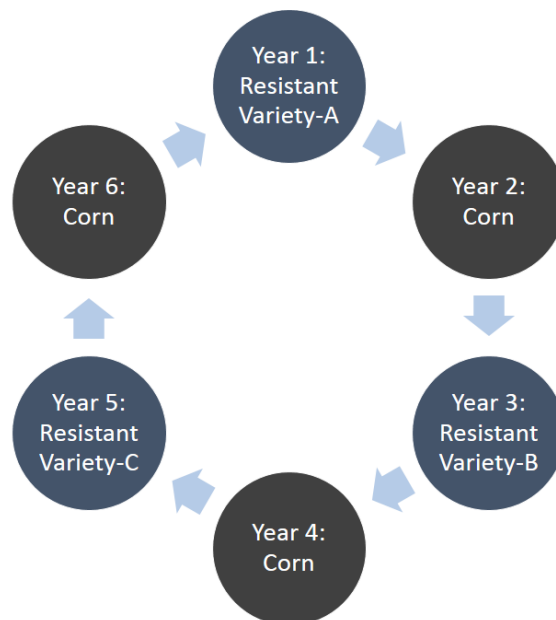 Year 1:
Resistant
Variety-A
Year 2:
Corn
Year 3:
Resistant
Variety-B
Year 4:
Corn
Year 5:
Resistant
Variety-C
Year 6:
Corn